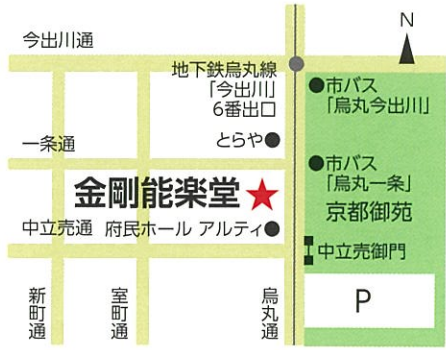 N
今出川通
地下鉄烏丸線
「今出川」
6番出口
●市バス
「烏丸今出川」
とらや●
一条通
●市バス
「烏丸一条」
金剛能楽堂★
京都御苑
中立売通
府民ホール アルティ●
中立売御門
新町通
室町通
烏丸通
P